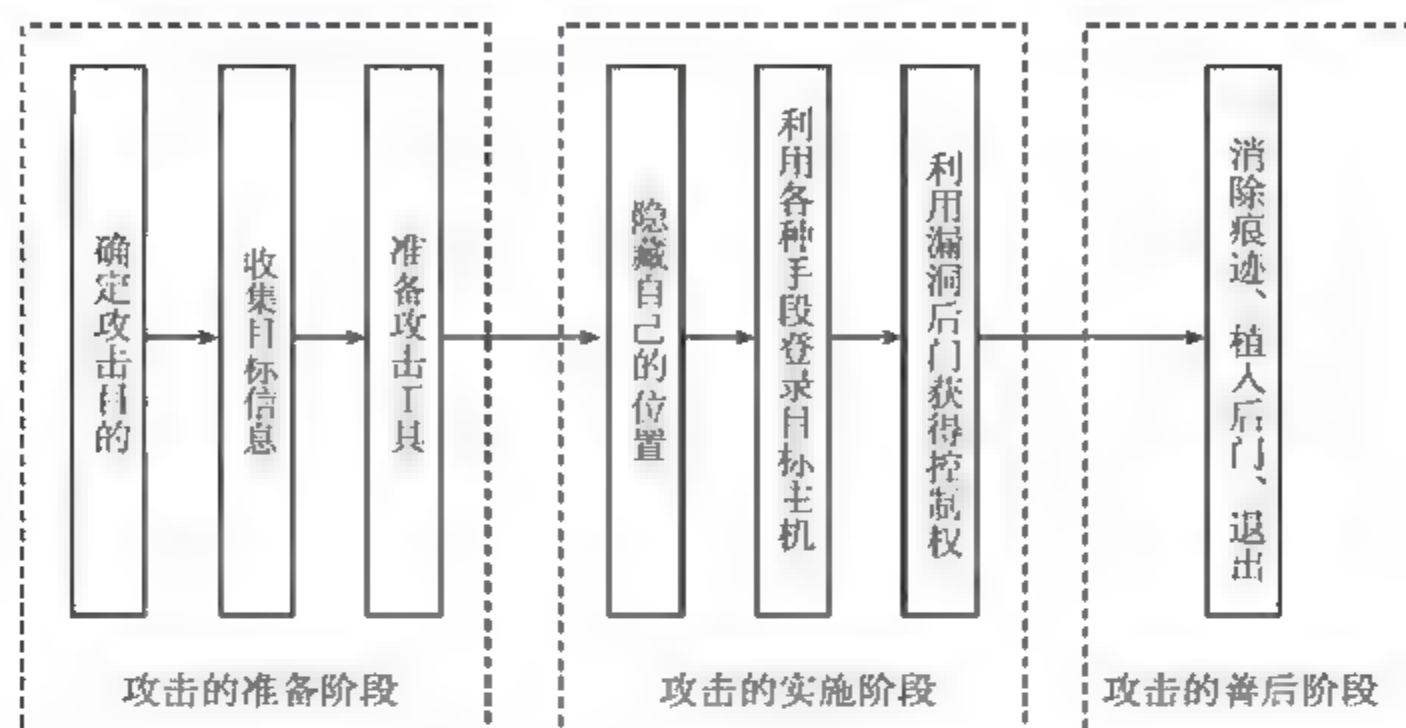 确定攻击目的
收集目标信息
准备攻击工具
攻击的准备阶段
隐藏自己的位置
利用各种手段登录目标主机
利用漏洞后门获得控制权
攻击的实施阶段
消除痕迹、植入后门、退出
攻击的善后阶段